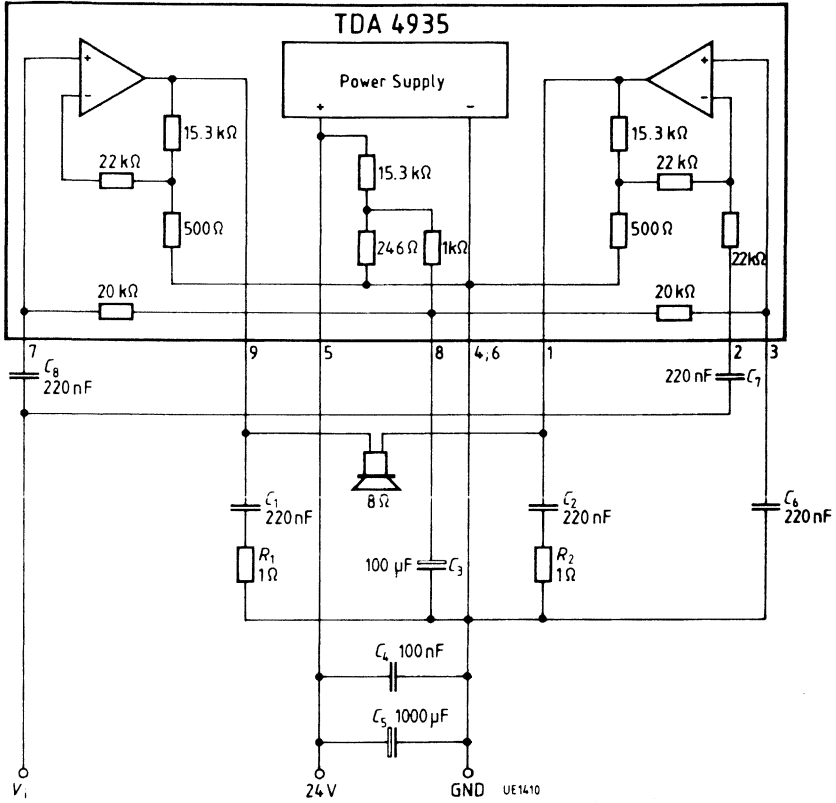 TDA 4935
Power Supply
+
-
+
-
+
-
15.3 kΩ
22 kΩ
500 Ω
15.3 kΩ
246 Ω
1kΩ
15.3 kΩ
22 kΩ
500 Ω
22kΩ
20 kΩ
20 kΩ
7
9
5
8
4;6
1
2
3
C8
220 nF
220 nF
C7
8 Ω
C1
220 nF
C2
220 nF
C6
220 nF
R1
1 Ω
100 µF
C3
R2
1 Ω
C4 100 nF
C5 1000 µF
Vi
24V
GND
UE1410